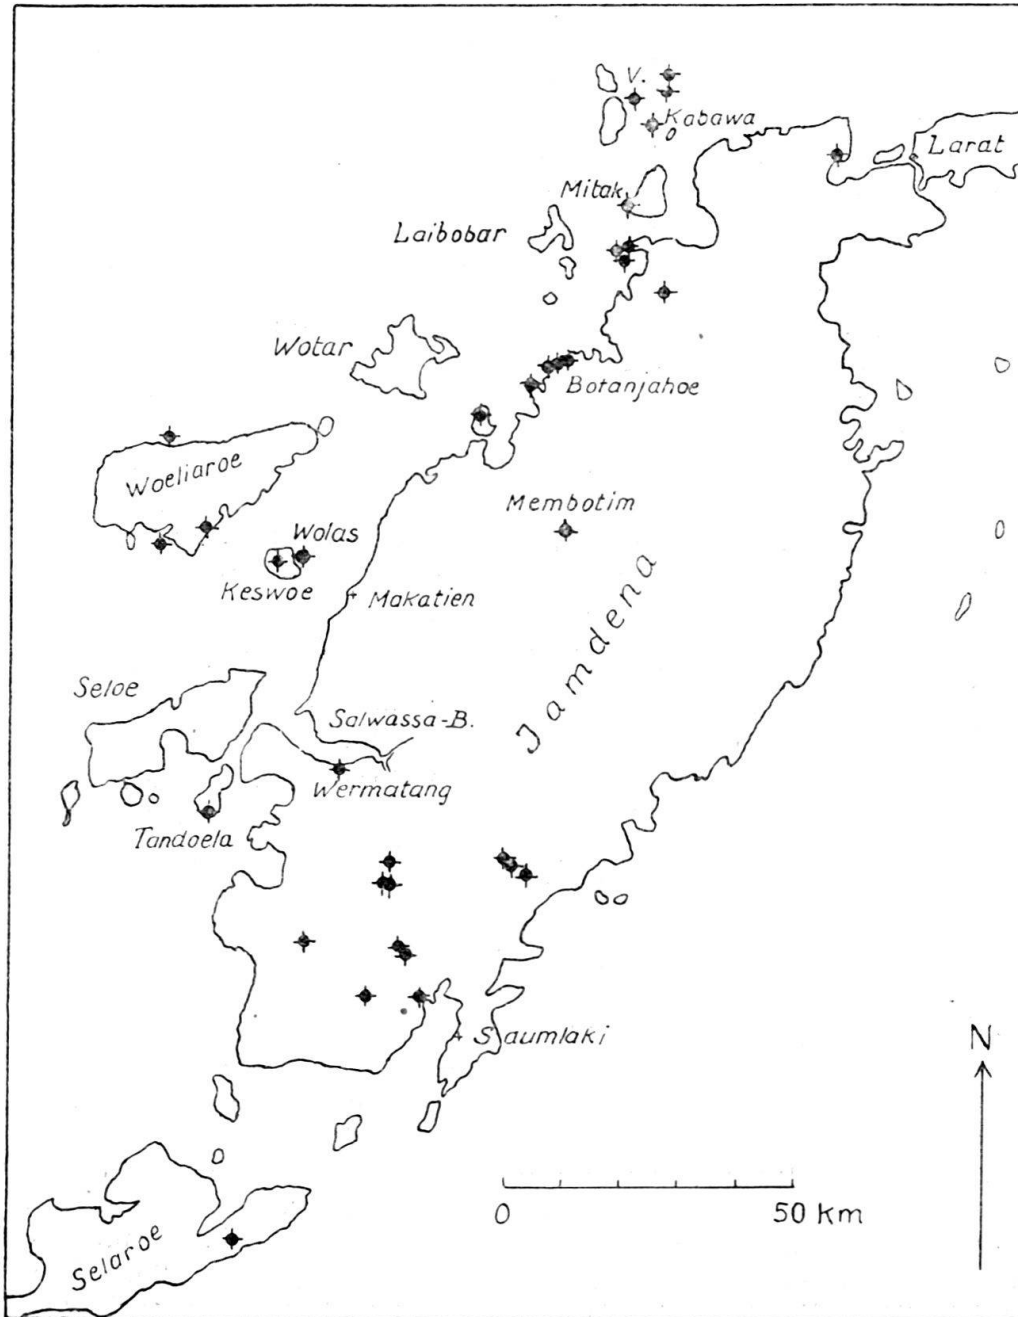 V.
Kabawa
Larat
Mitak
Laibobar
Wotar
Botanjahoe
Woeliaroe
Membotim
Wolas
Keswoe
Makatien
Jamdena
Seloe
Salwassa-B.
Wermatang
Tandoela
Saumlaki
N
0 50 km
Selaroe